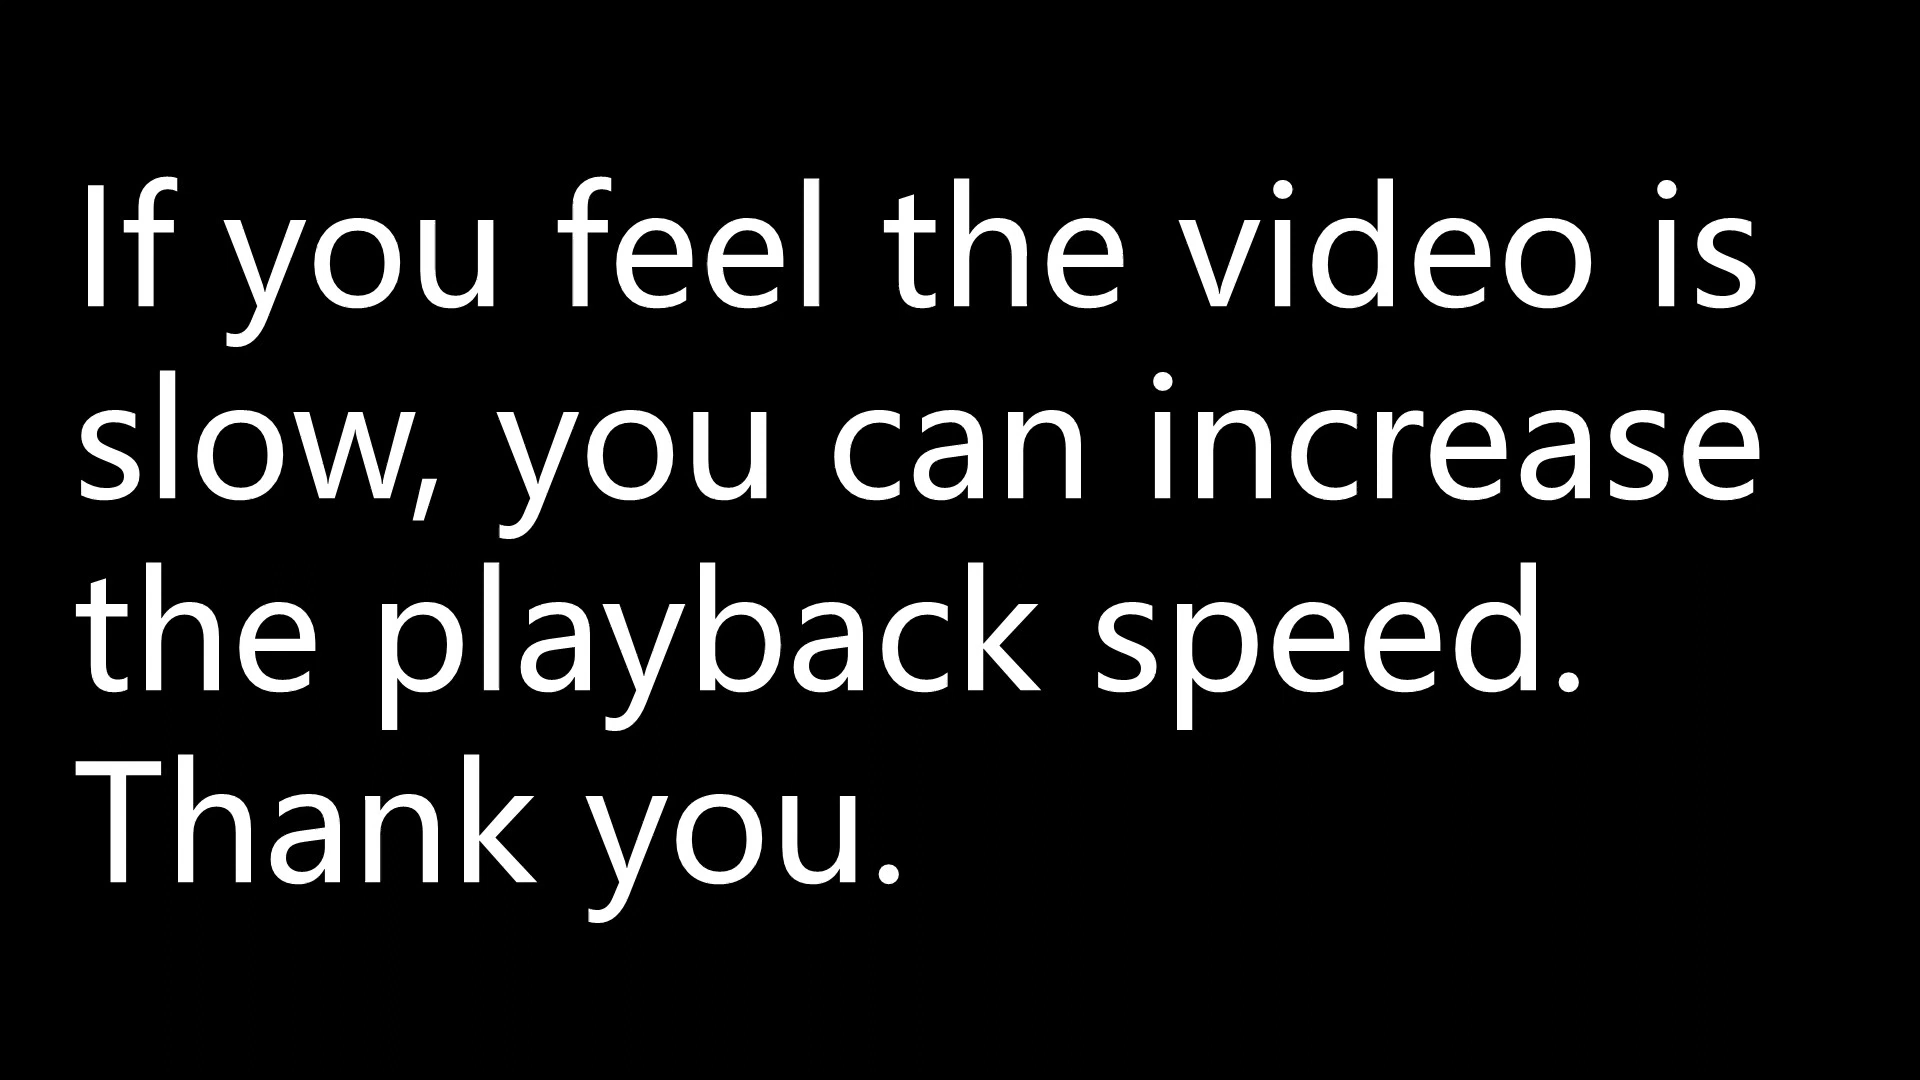 If you feel the video is
slow, you can increase
the playback speed.
Thank you.